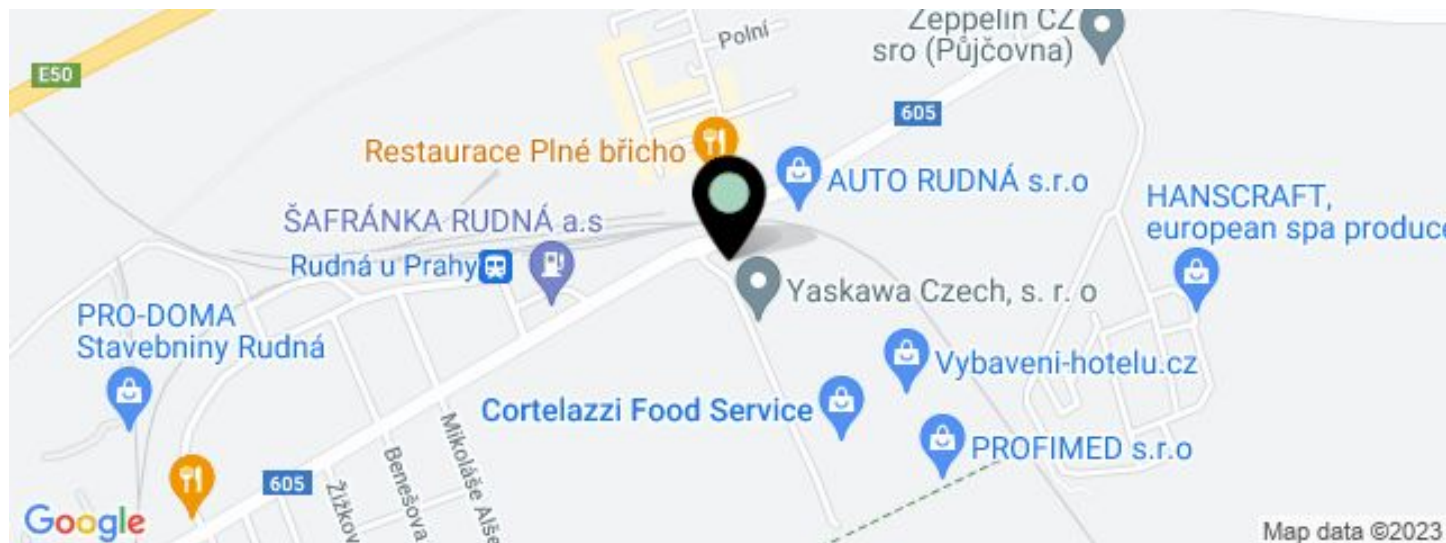 Zeppelin CZ
sro (Půjčovna)
Polní
E50
605
Restaurace Plné břicho
AUTO RUDNÁ s.r.o
HANSCRAFT,
european spa produce
ŠAFRÁNKA RUDNÁ a.s
Rudná u Prahy
Yaskawa Czech, s. r. o
PRO-DOMA
Stavebniny Rudná
Vybaveni-hotelu.cz
Cortelazzi Food Service
PROFIMED s.r.o
Mikoláše Alše
Benešova
Žižkov
605
Google
Map data ©2023